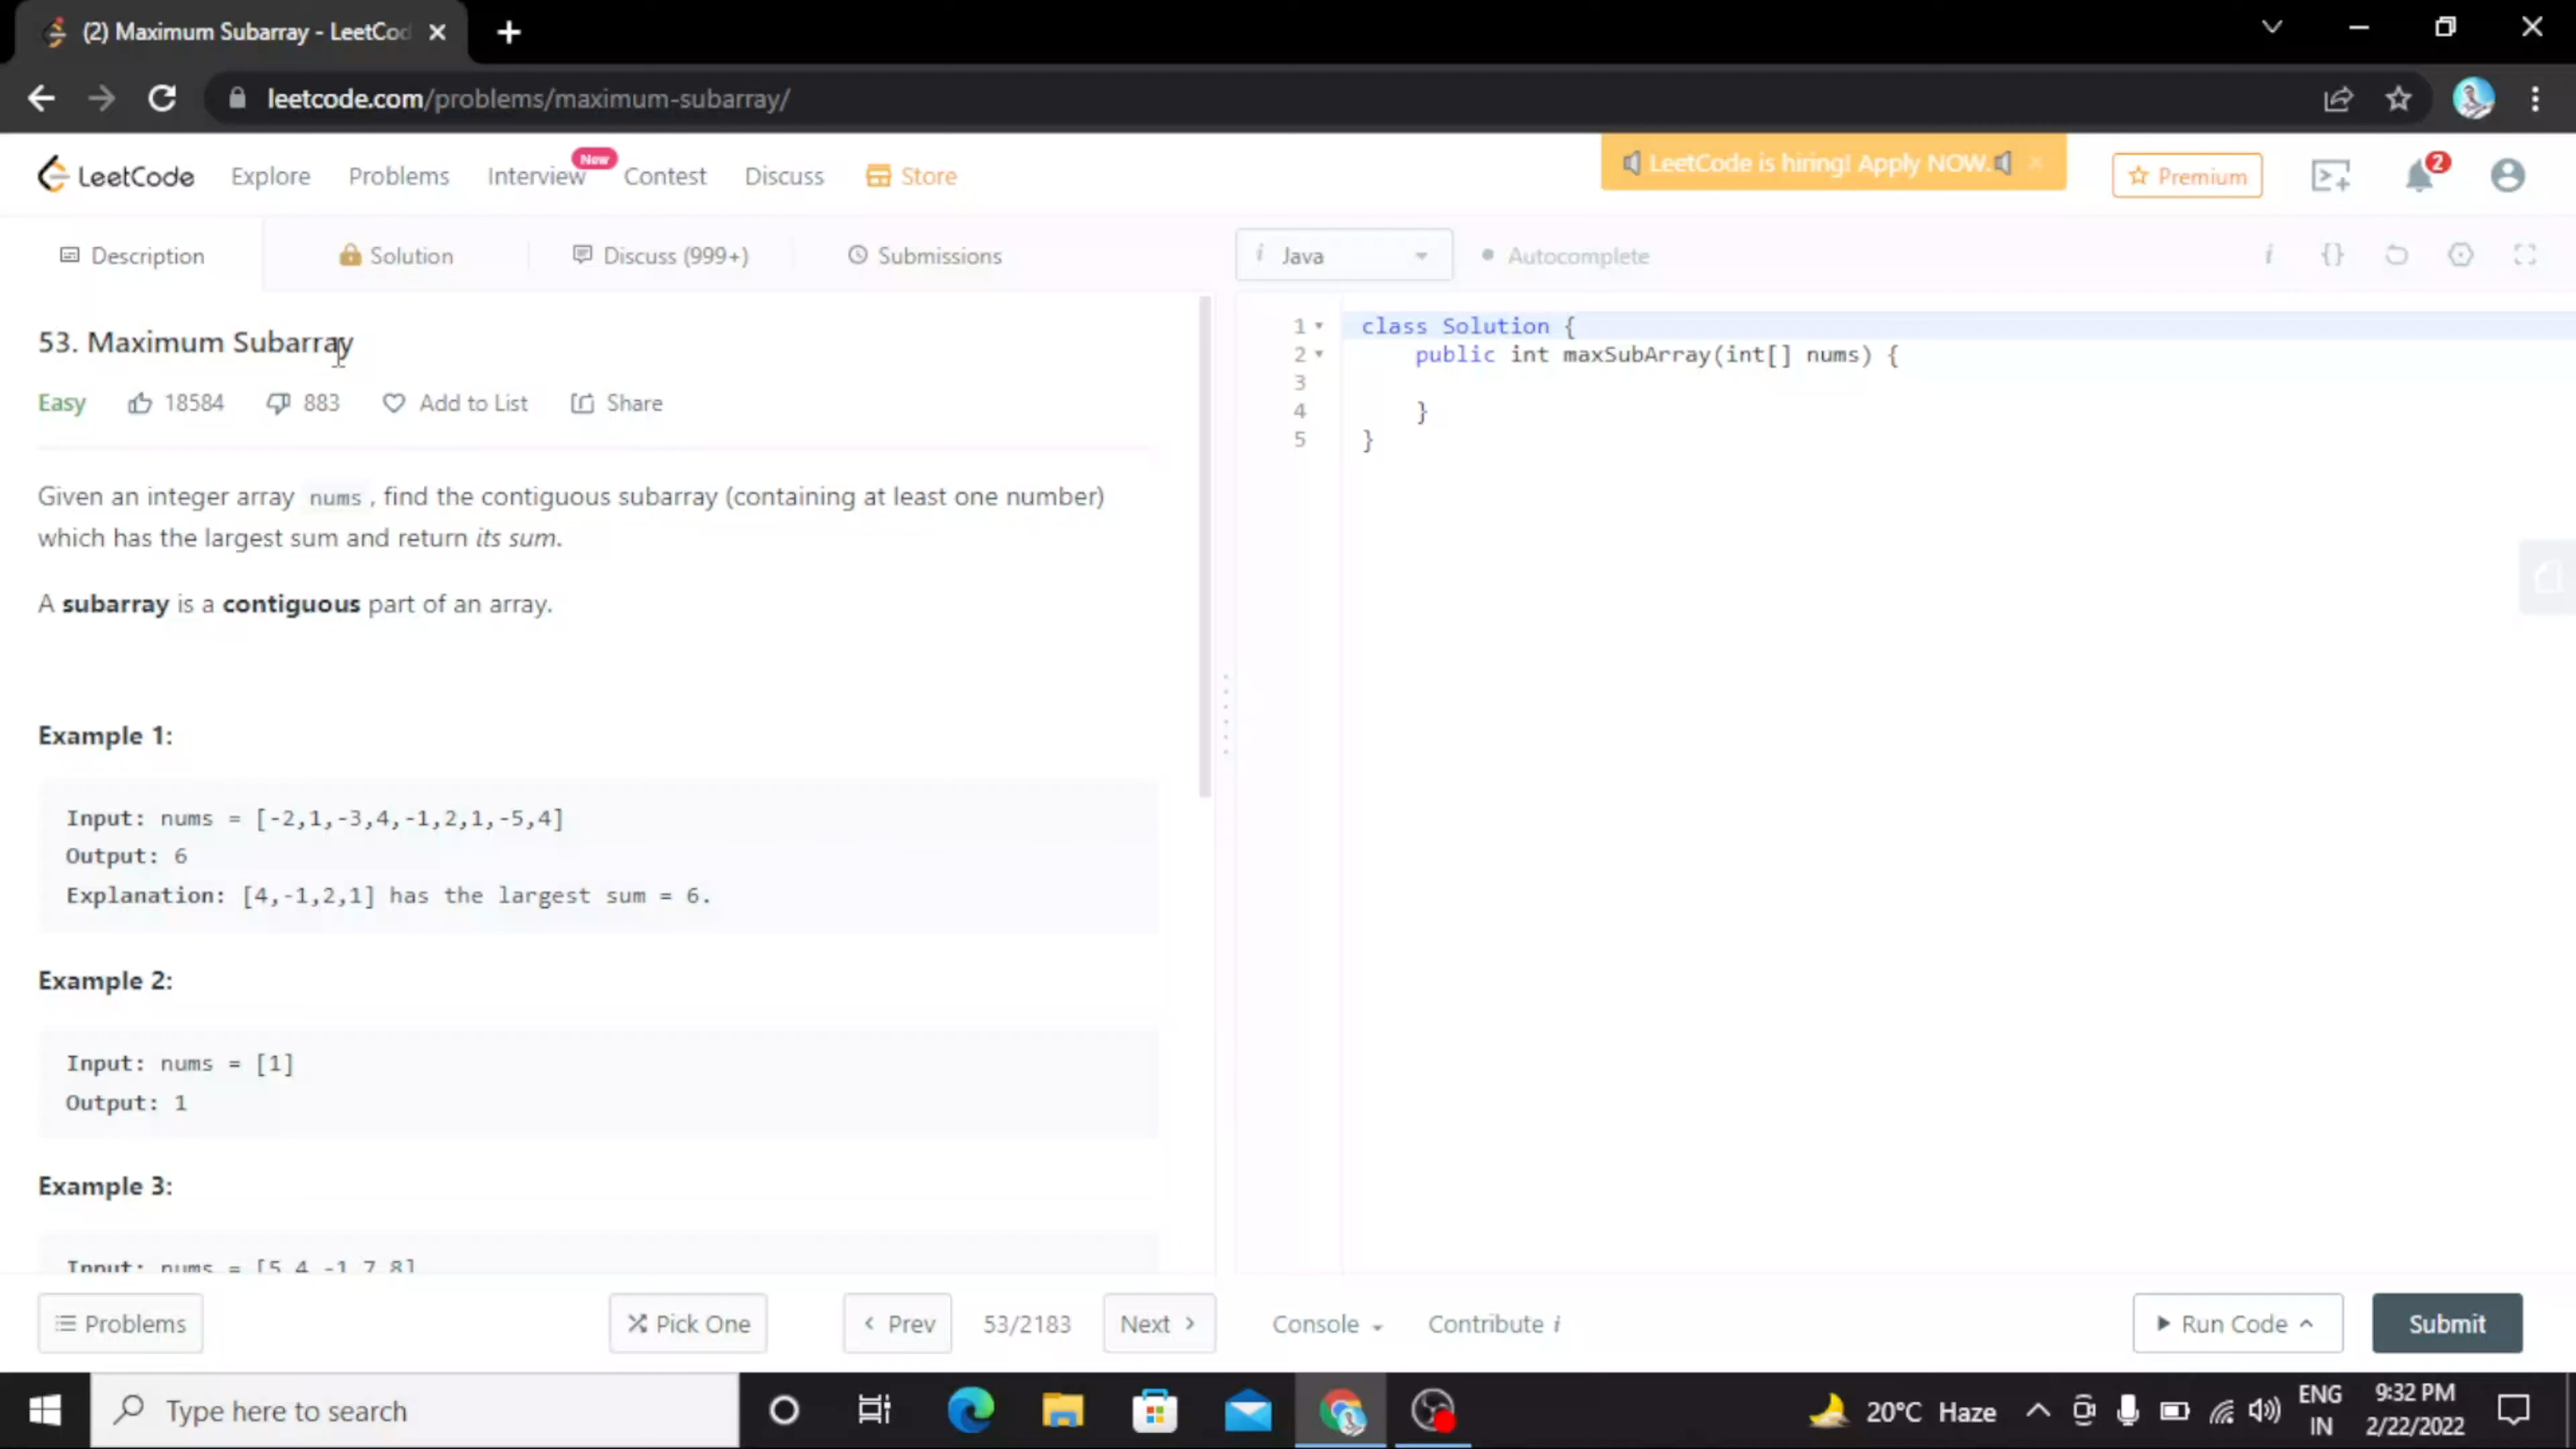 (2) Maximum Subarray - LeetCod
leetcode.com/problems/maximum-subarray/
LeetCode
Explore
Problems
Interview
New
Contest
Discuss
Store
LeetCode is hiring! Apply NOW.
Premium
2
Description
Solution
Discuss (999+)
Submissions
i Java
Autocomplete
i {}
53. Maximum Subarray
Easy
18584
883
Add to List
Share
Given an integer array nums, find the contiguous subarray (containing at least one number)
which has the largest sum and return its sum.
A subarray is a contiguous part of an array.
Example 1:
Input: nums = [-2,1,-3,4,-1,2,1,-5,4]
Output: 6
Explanation: [4,-1,2,1] has the largest sum = 6.
Example 2:
Input: nums = [1]
Output: 1
Example 3:
Input: nums = [5,4,-1,7,8]
1 class Solution {
2 public int maxSubArray(int[] nums) {
3
4 }
5 }
Problems
Pick One
Prev
53/2183
Next
Console
Contribute i
Run Code
Submit
Type here to search
20°C Haze
ENG
IN
9:32 PM
2/22/2022